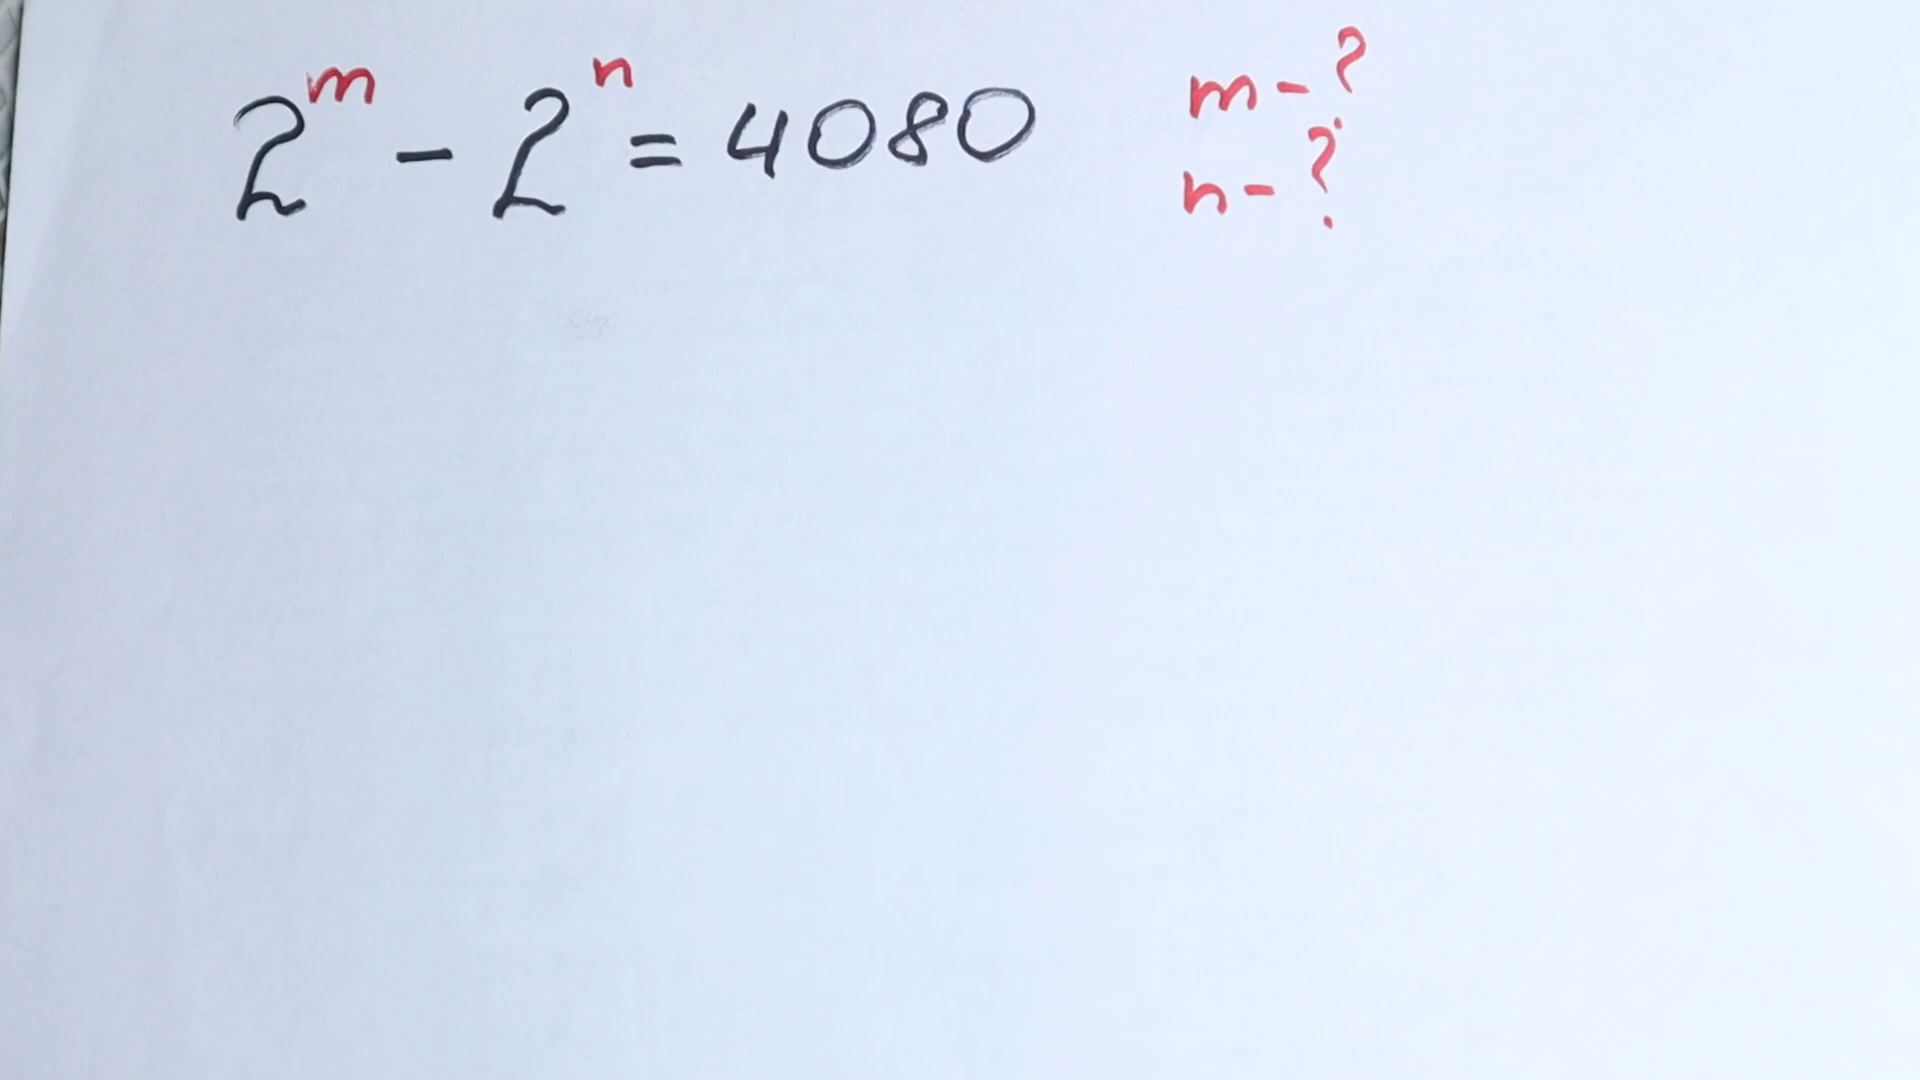 2^m - 2^n = 4080
m - ?
n - ?